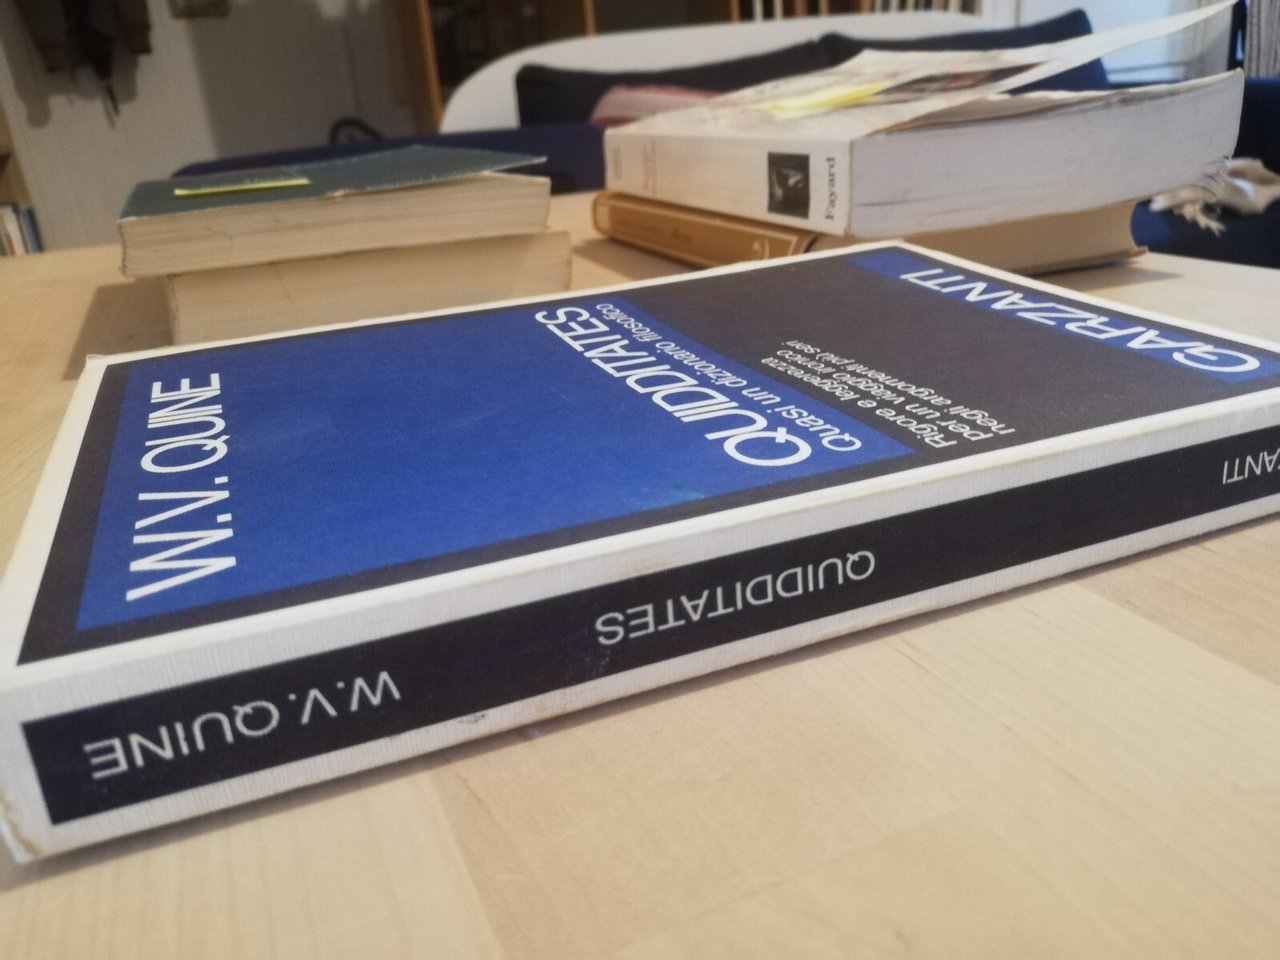 W.V. QUINE
QUIDDITATES
Quasi un dizionario filosofico
Rigore e leggerezza
per un viaggio ironico
negli argomenti più seri
GARZANTI
W.V. QUINE
QUIDDITATES
ZANTI
Fayard